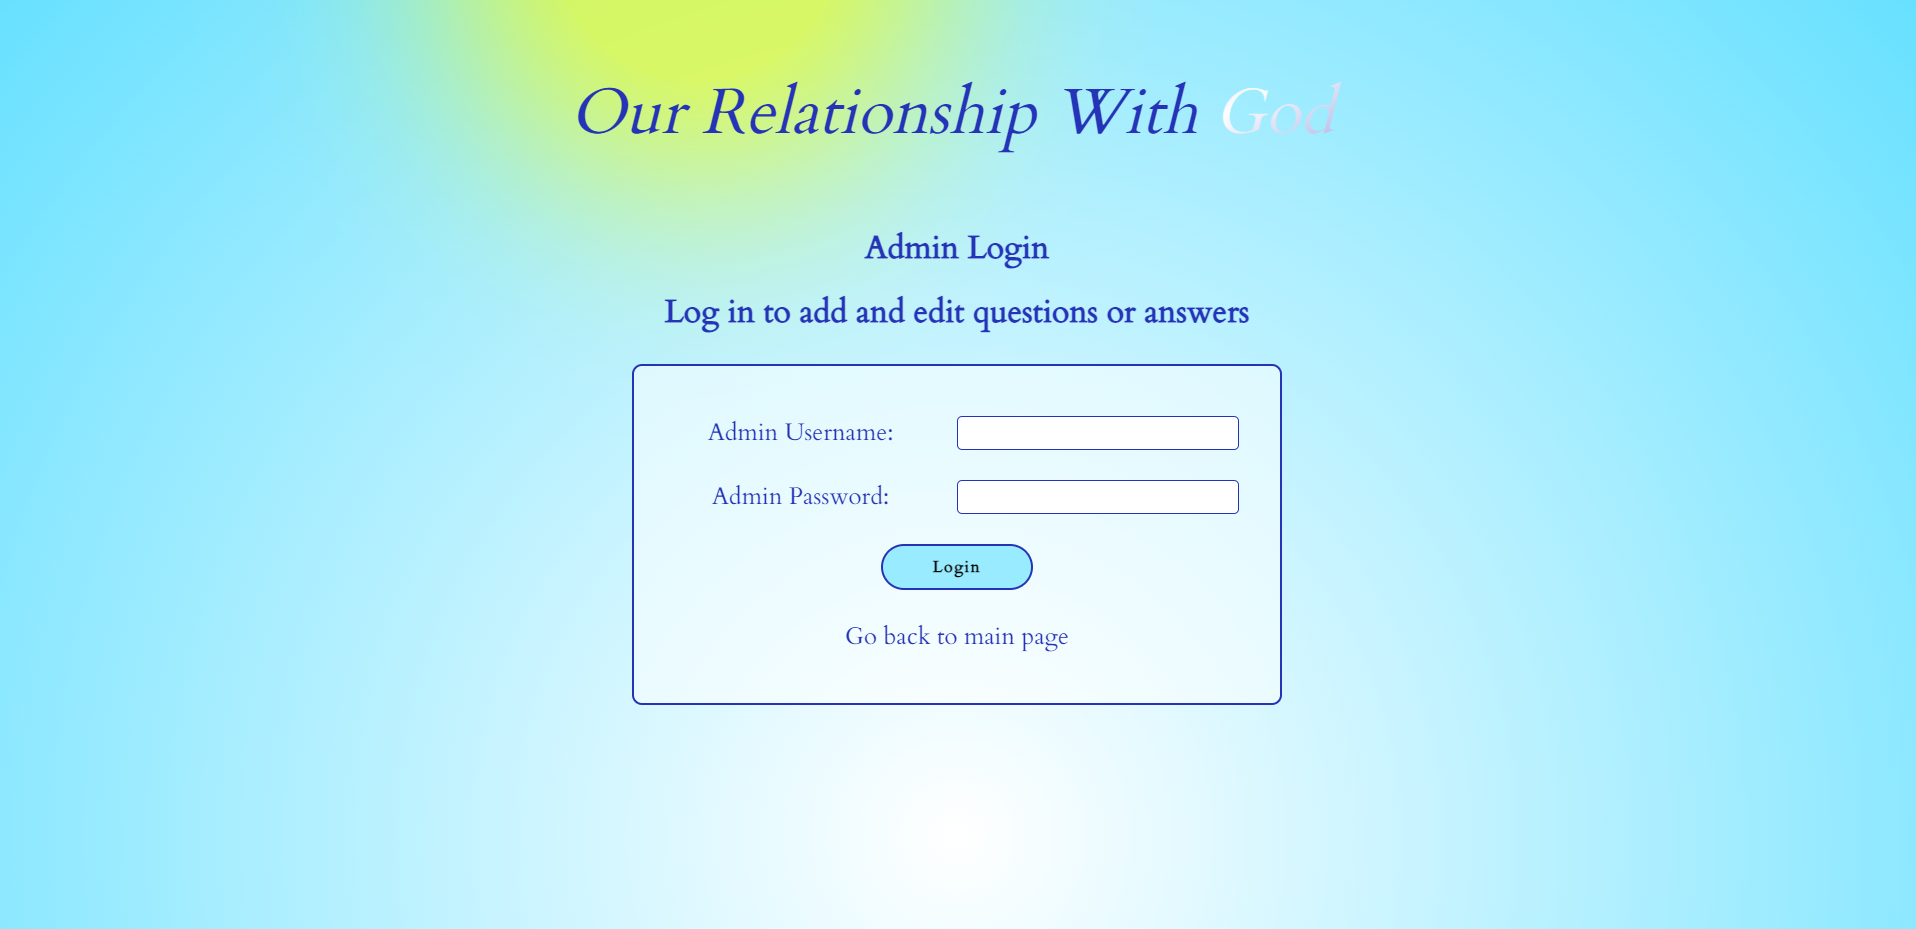 Our Relationship With God
Admin Login
Log in to add and edit questions or answers
Admin Username:
Admin Password:
Login
Go back to main page